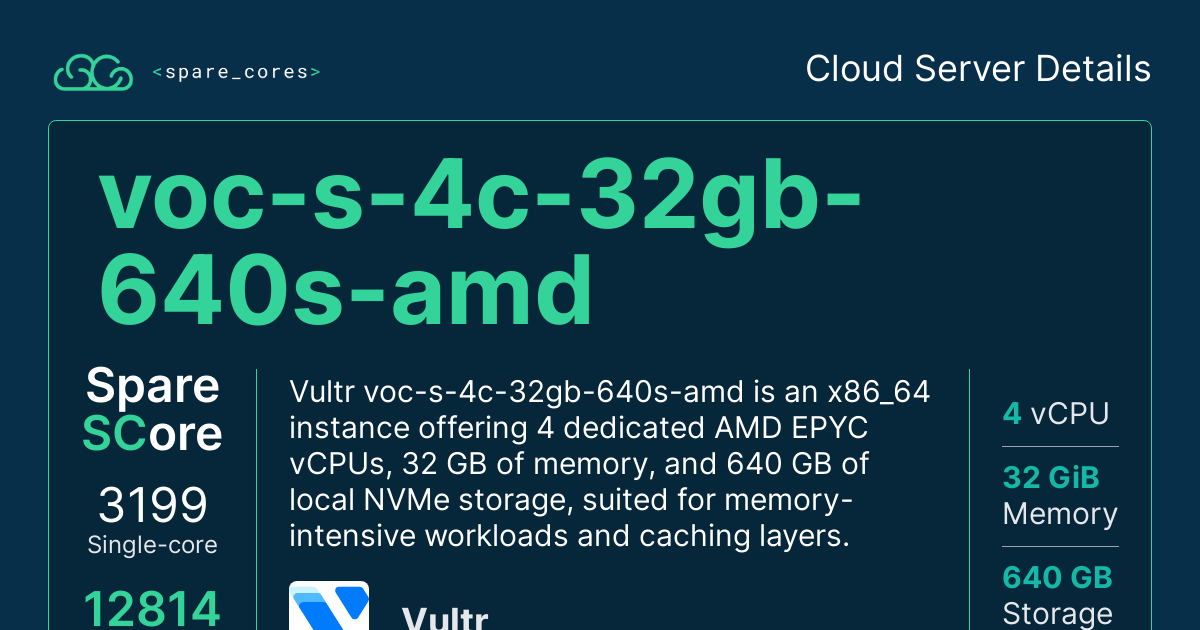 <spare_cores>
Cloud Server Details
voc-s-4c-32gb-
640s-amd
Spare
SCore
3199
Single-core
12814
Vultr voc-s-4c-32gb-640s-amd is an x86_64
instance offering 4 dedicated AMD EPYC
vCPUs, 32 GB of memory, and 640 GB of
local NVMe storage, suited for memory-
intensive workloads and caching layers.
Vultr
4 vCPU
32 GiB
Memory
640 GB
Storage